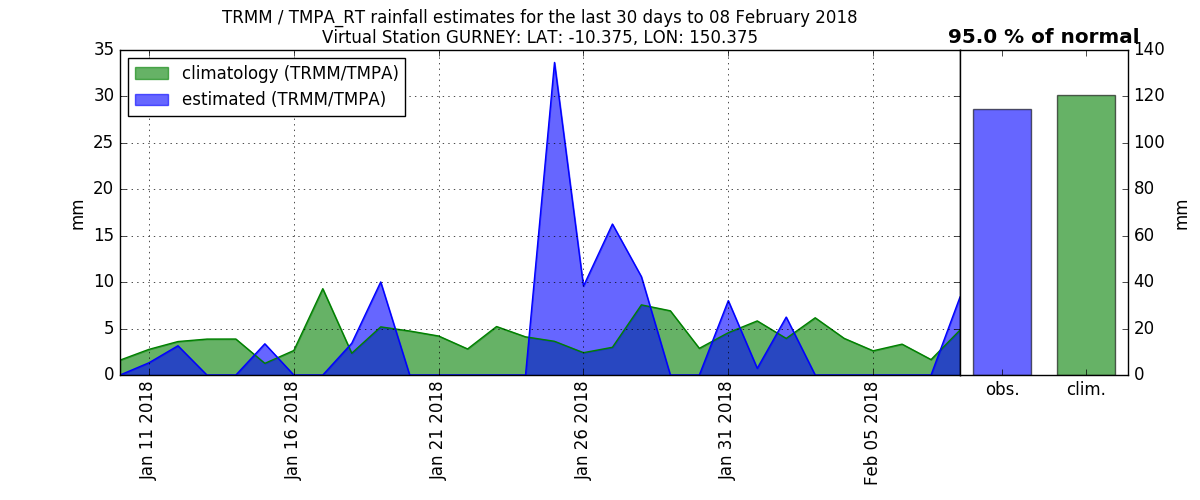 TRMM / TMPA_RT rainfall estimates for the last 30 days to 08 February 2018
Virtual Station GURNEY: LAT: -10.375, LON: 150.375
95.0 % of normal
climatology (TRMM/TMPA)
estimated (TRMM/TMPA)
35
30
25
20
15
10
5
0
mm
Jan 11 2018
Jan 16 2018
Jan 21 2018
Jan 26 2018
Jan 31 2018
Feb 05 2018
obs.
clim.
140
120
100
80
60
40
20
0
mm